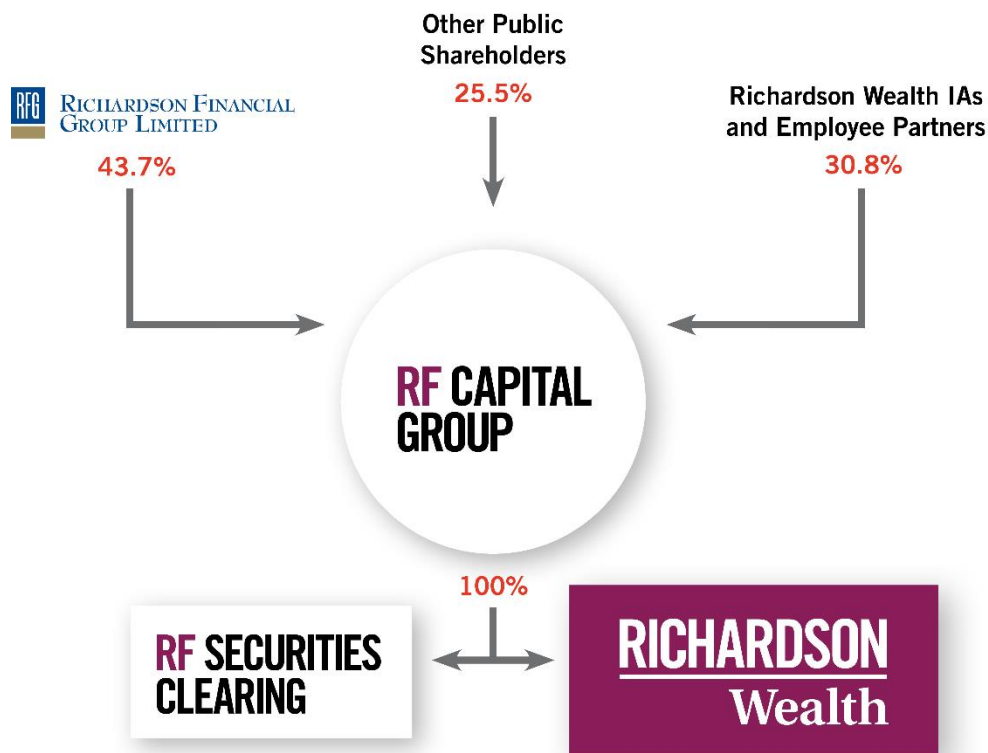 Other Public
Shareholders
25.5%
RFG
RICHARDSON FINANCIAL
GROUP LIMITED
43.7%
Richardson Wealth IAs
and Employee Partners
30.8%
RF CAPITAL
GROUP
100%
RF SECURITIES
CLEARING
RICHARDSON
Wealth